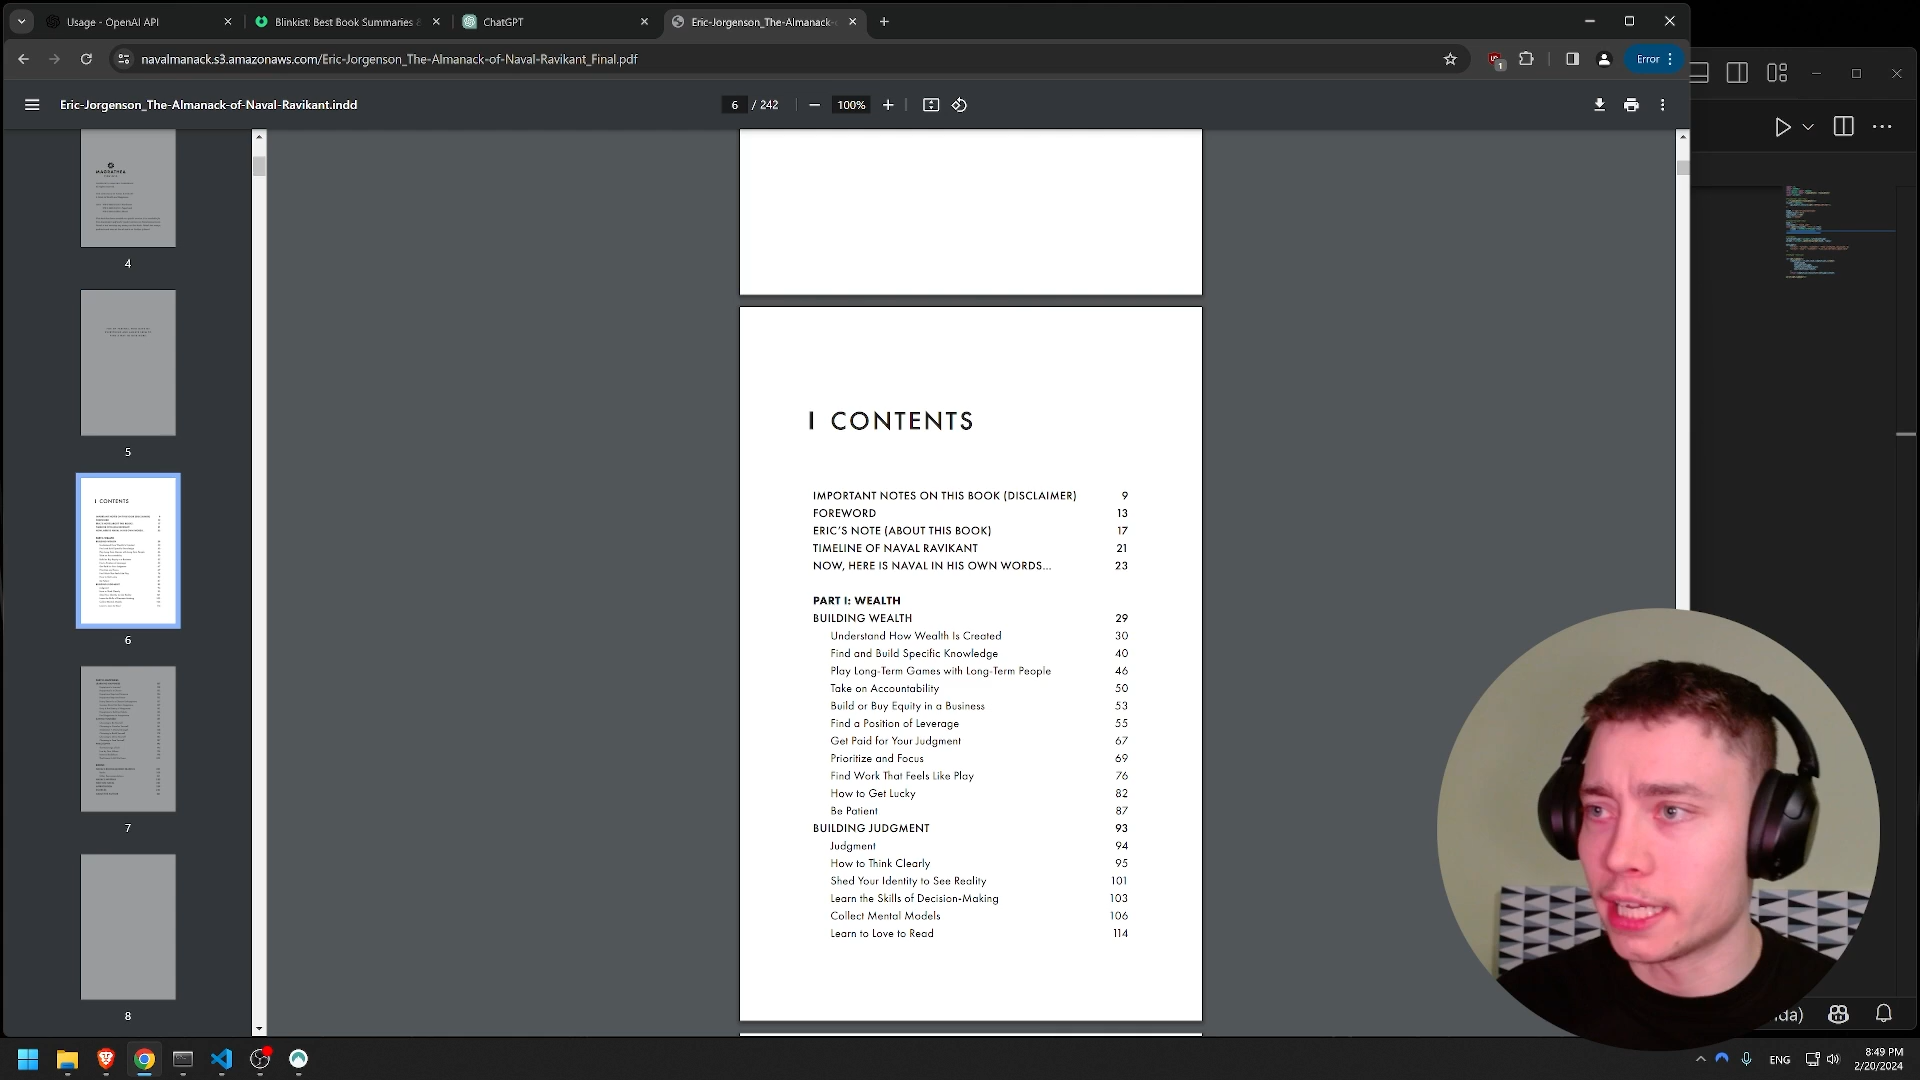 Usage - OpenAI API
Blinkist: Best Book Summaries &
ChatGPT
Eric-Jorgenson_The-Almanack-
navalmanack.s3.amazonaws.com/Eric-Jorgenson_The-Almanack-of-Naval-Ravikant_Final.pdf
1
Error
Eric-Jorgenson_The-Almanack-of-Naval-Ravikant.indd
6 / 242
100%
4
5
6
7
8
I CONTENTS
IMPORTANT NOTES ON THIS BOOK (DISCLAIMER) 9
FOREWORD 13
ERIC'S NOTE (ABOUT THIS BOOK) 17
TIMELINE OF NAVAL RAVIKANT 21
NOW, HERE IS NAVAL IN HIS OWN WORDS... 23
PART I: WEALTH
BUILDING WEALTH 29
Understand How Wealth Is Created 30
Find and Build Specific Knowledge 40
Play Long-Term Games with Long-Term People 46
Take on Accountability 50
Build or Buy Equity in a Business 53
Find a Position of Leverage 55
Get Paid for Your Judgment 67
Prioritize and Focus 69
Find Work That Feels Like Play 76
How to Get Lucky 82
Be Patient 87
BUILDING JUDGMENT 93
Judgment 94
How to Think Clearly 95
Shed Your Identity to See Reality 101
Learn the Skills of Decision-Making 103
Collect Mental Models 106
Learn to Love to Read 114
ENG
8:49 PM
2/20/2024